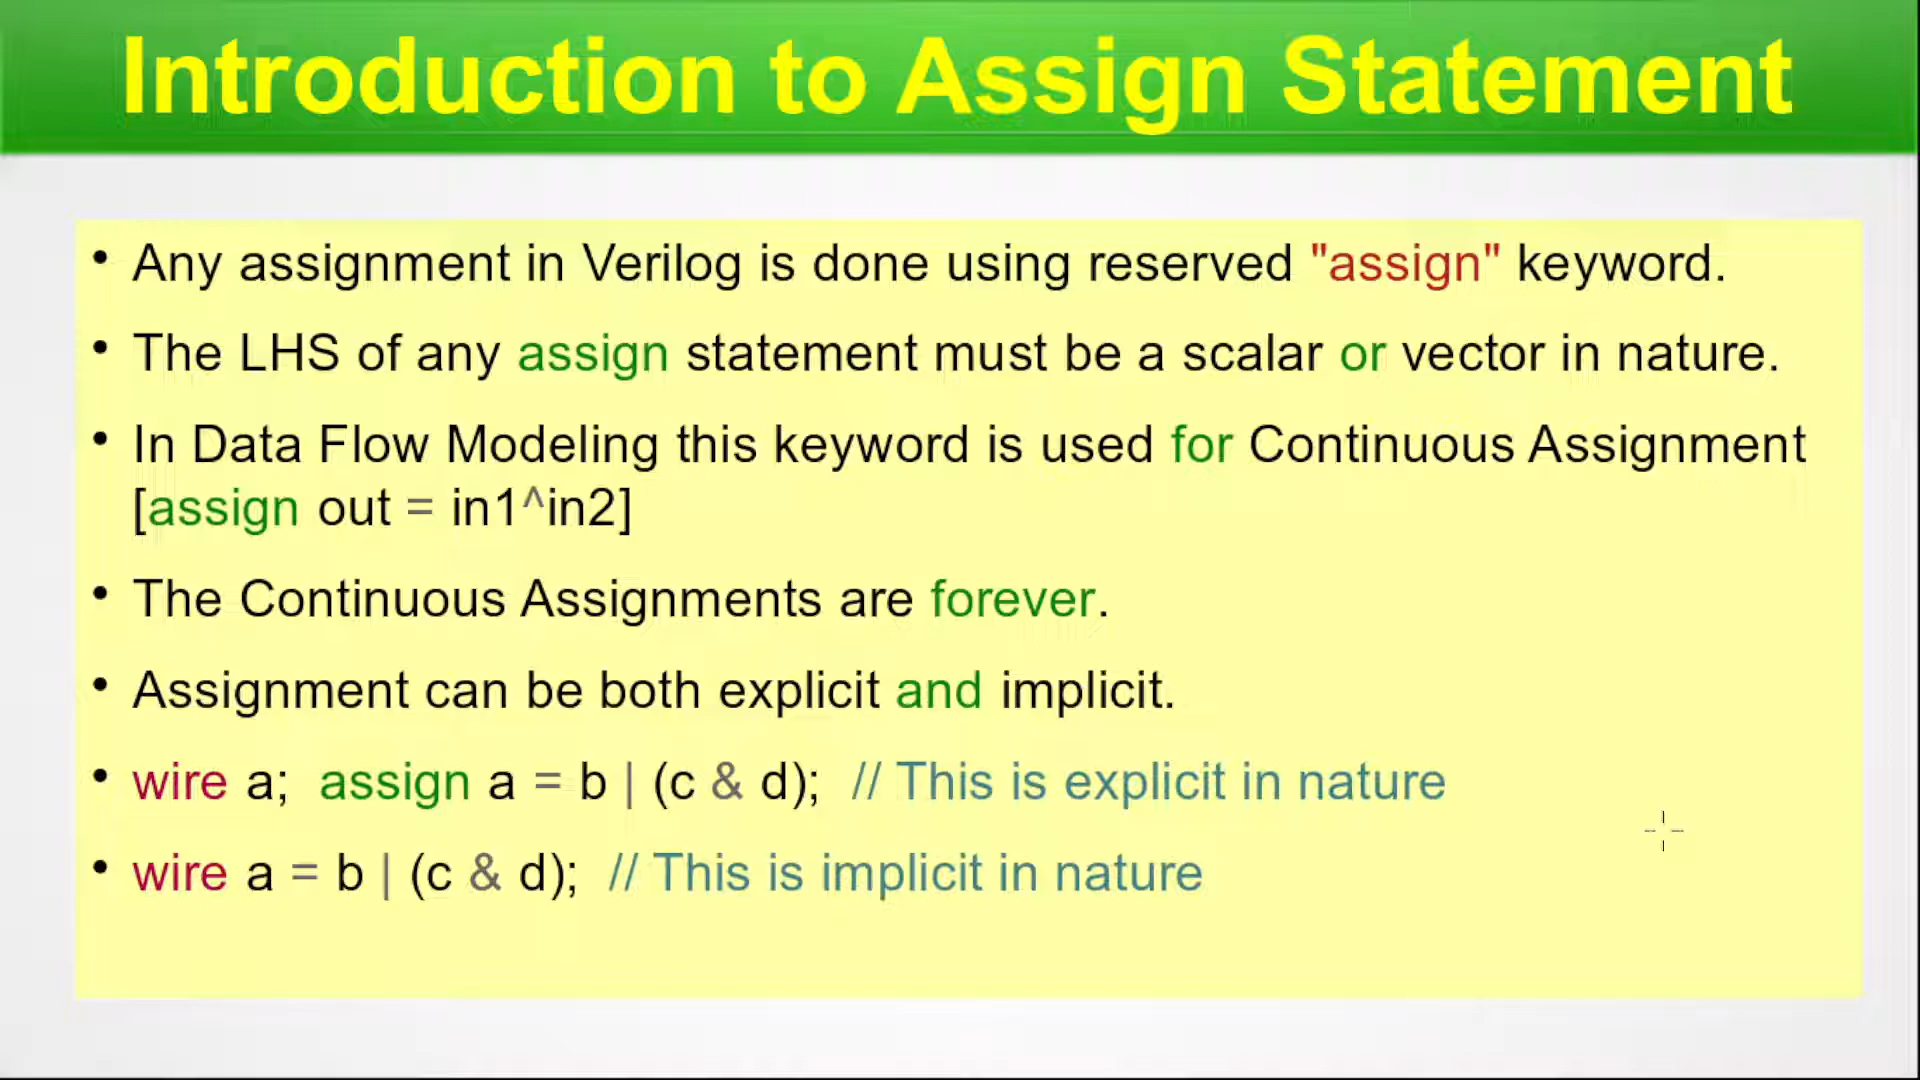 Introduction to Assign Statement
• Any assignment in Verilog is done using reserved "assign" keyword.
• The LHS of any assign statement must be a scalar or vector in nature.
• In Data Flow Modeling this keyword is used for Continuous Assignment
[assign out = in1^in2]
• The Continuous Assignments are forever.
• Assignment can be both explicit and implicit.
• wire a;  assign a = b | (c & d);  // This is explicit in nature
• wire a = b | (c & d);  // This is implicit in nature